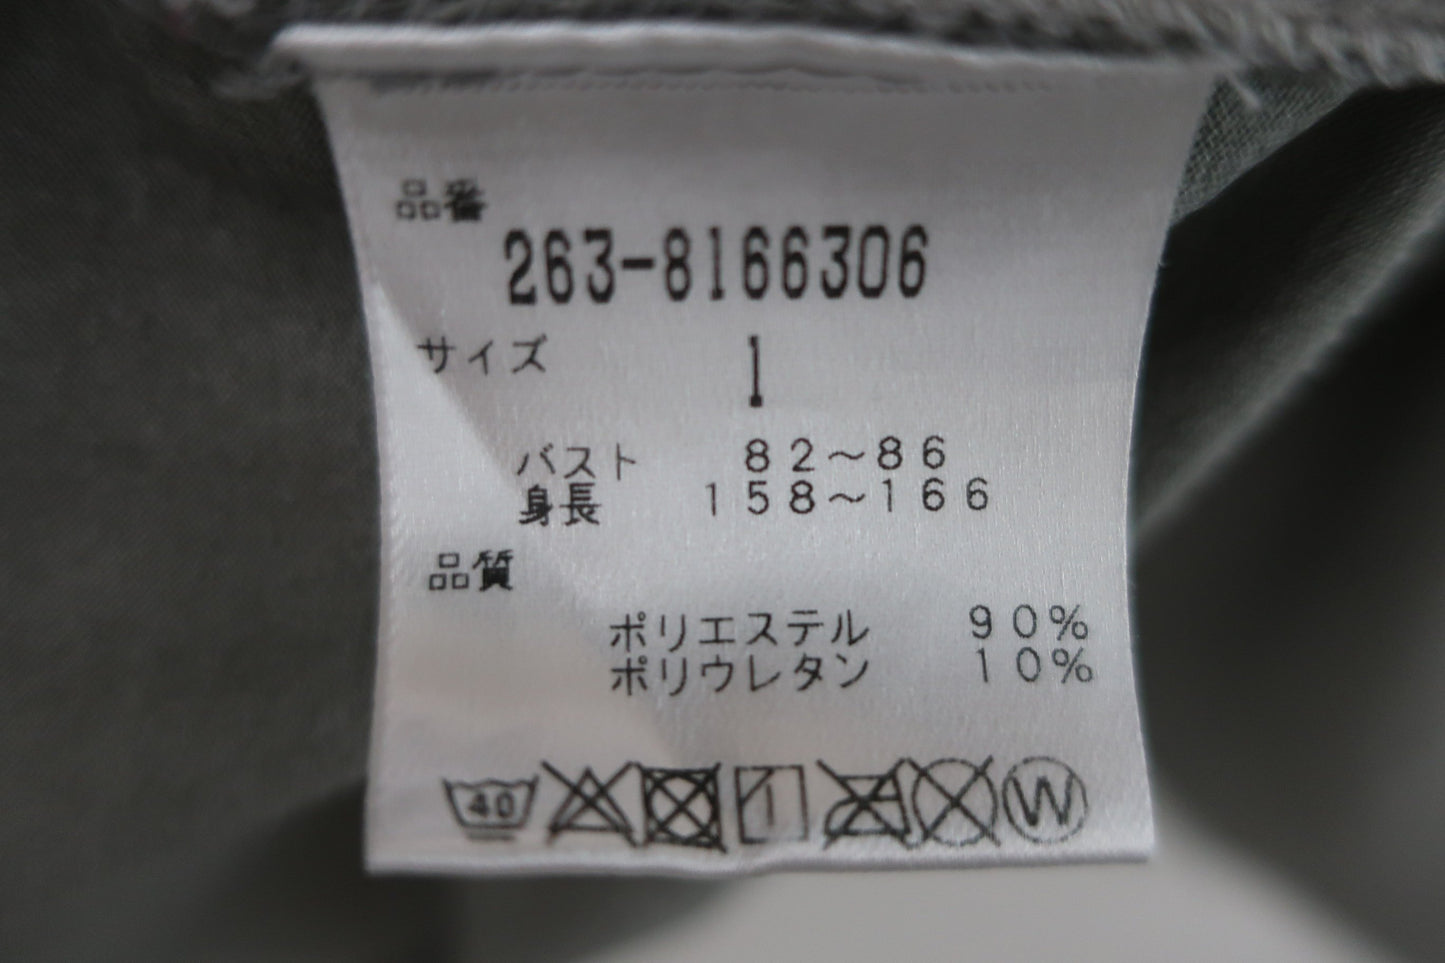 品番
263-8166306
サイズ 1
バスト 82～86
身長 158～166
品質
ポリエステル 90%
ポリウレタン 10%
40
W